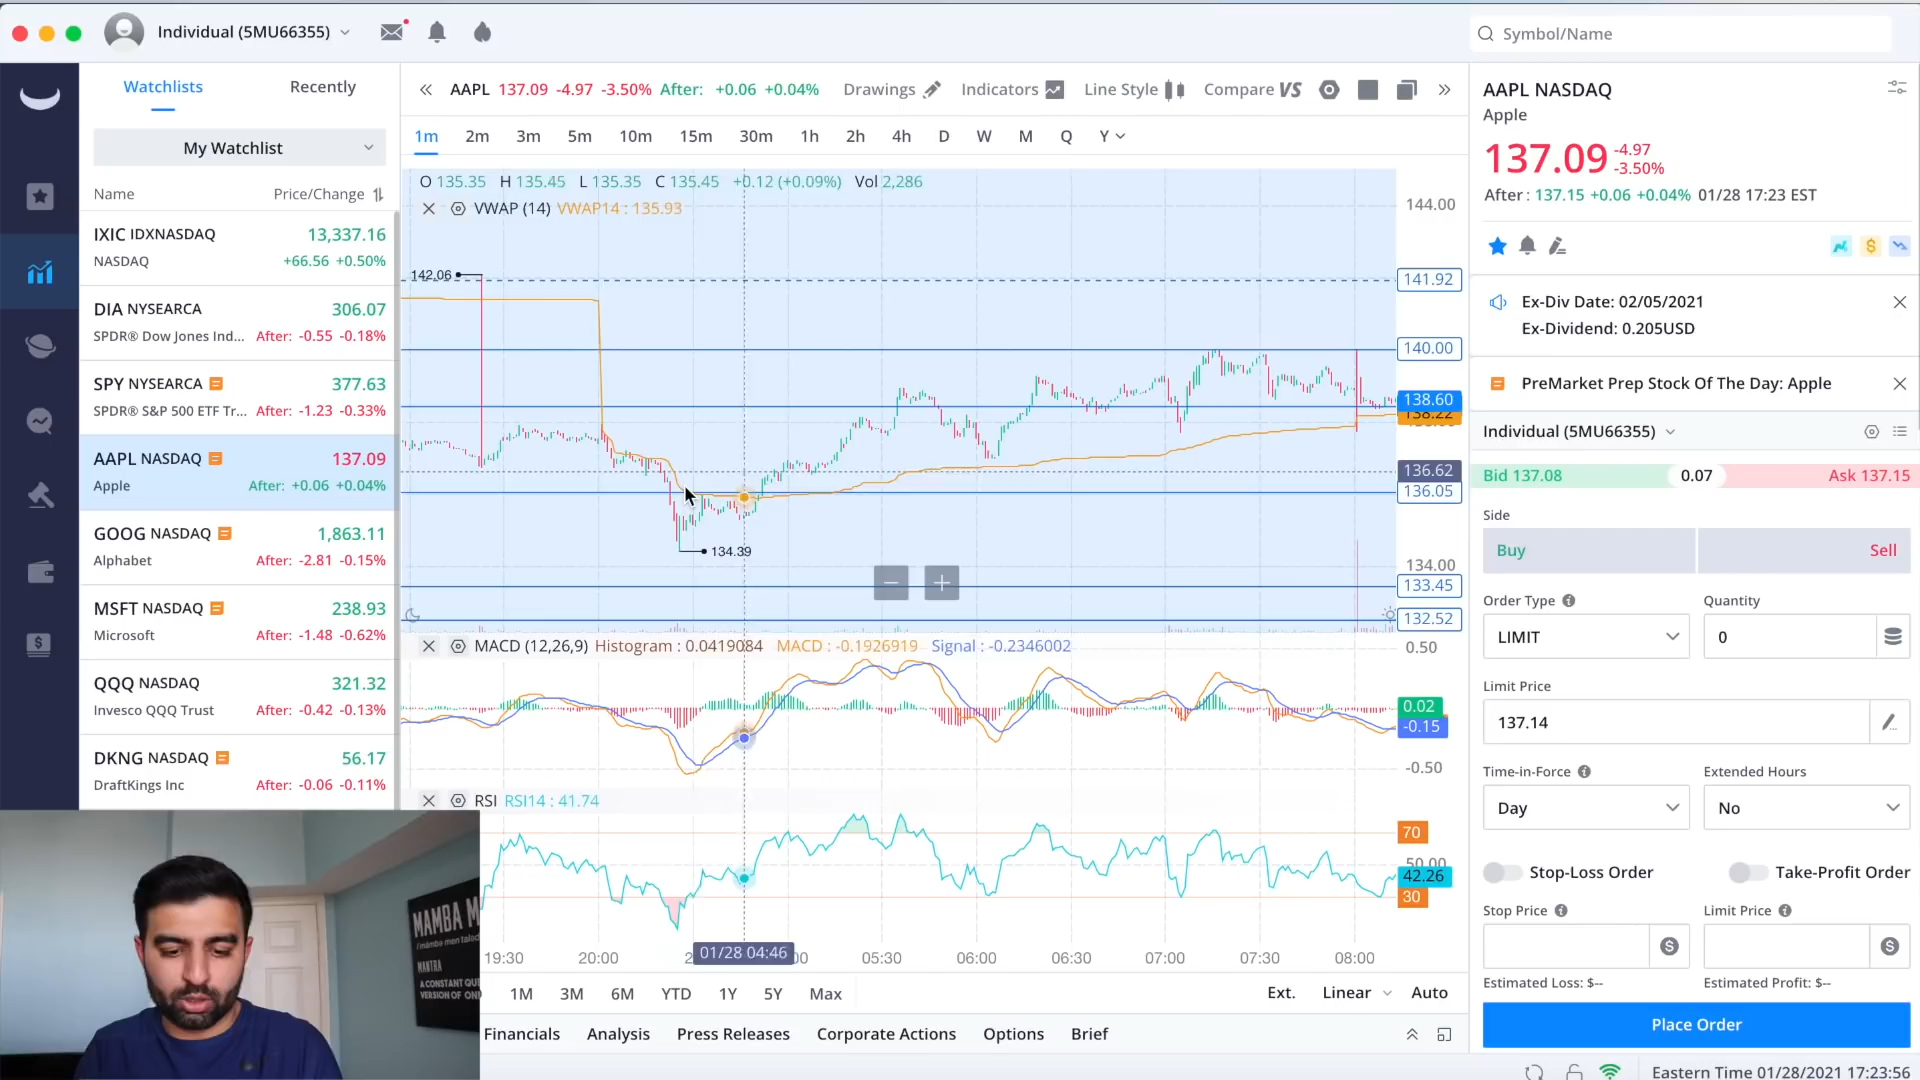 Individual (5MU66355)
Symbol/Name
Watchlists
Recently
My Watchlist
Name
Price/Change
IXIC IDXNASDAQ
13,337.16
NASDAQ
+66.56 +0.50%
DIA NYSEARCA
306.07
SPDR® Dow Jones Ind...
After: -0.55 -0.18%
SPY NYSEARCA
377.63
SPDR® S&P 500 ETF Tr...
After: -1.23 -0.33%
AAPL NASDAQ
137.09
Apple
After: +0.06 +0.04%
GOOG NASDAQ
1,863.11
Alphabet
After: -2.81 -0.15%
MSFT NASDAQ
238.93
Microsoft
After: -1.48 -0.62%
QQQ NASDAQ
321.32
Invesco QQQ Trust
After: -0.42 -0.13%
DKNG NASDAQ
56.17
DraftKings Inc
After: -0.06 -0.11%
AAPL 137.09 -4.97 -3.50% After: +0.06 +0.04%
Drawings
Indicators
Line Style
Compare VS
1m 2m 3m 5m 10m 15m 30m 1h 2h 4h D W M Q Y
O 135.35 H 135.45 L 135.35 C 135.45 +0.12 (+0.09%) Vol 2,286
VWAP (14) VWAP14 : 135.93
142.06
134.39
144.00
141.92
140.00
138.60
138.22
136.62
136.05
134.00
133.45
132.52
MACD (12,26,9) Histogram : 0.0419084 MACD : -0.1926919 Signal : -0.2346002
0.50
0.02
-0.15
-0.50
RSI RSI14 : 41.74
70
50.00
42.26
30
19:30 20:00 01/28 04:46 05:30 06:00 06:30 07:00 07:30 08:00
1M 3M 6M YTD 1Y 5Y Max
Ext. Linear Auto
Financials Analysis Press Releases Corporate Actions Options Brief
AAPL NASDAQ
Apple
137.09
-4.97
-3.50%
After : 137.15 +0.06 +0.04% 01/28 17:23 EST
Ex-Div Date: 02/05/2021
Ex-Dividend: 0.205USD
PreMarket Prep Stock Of The Day: Apple
Individual (5MU66355)
Bid 137.08
0.07
Ask 137.15
Side
Buy
Sell
Order Type
Quantity
LIMIT
0
Limit Price
137.14
Time-in-Force
Extended Hours
Day
No
Stop-Loss Order
Take-Profit Order
Stop Price
Limit Price
Estimated Loss: $--
Estimated Profit: $--
Place Order
Eastern Time 01/28/2021 17:23:56
MAMBA M
/mamba men talad
MANTRA
A CONSTANT QU
VERSION OF ON